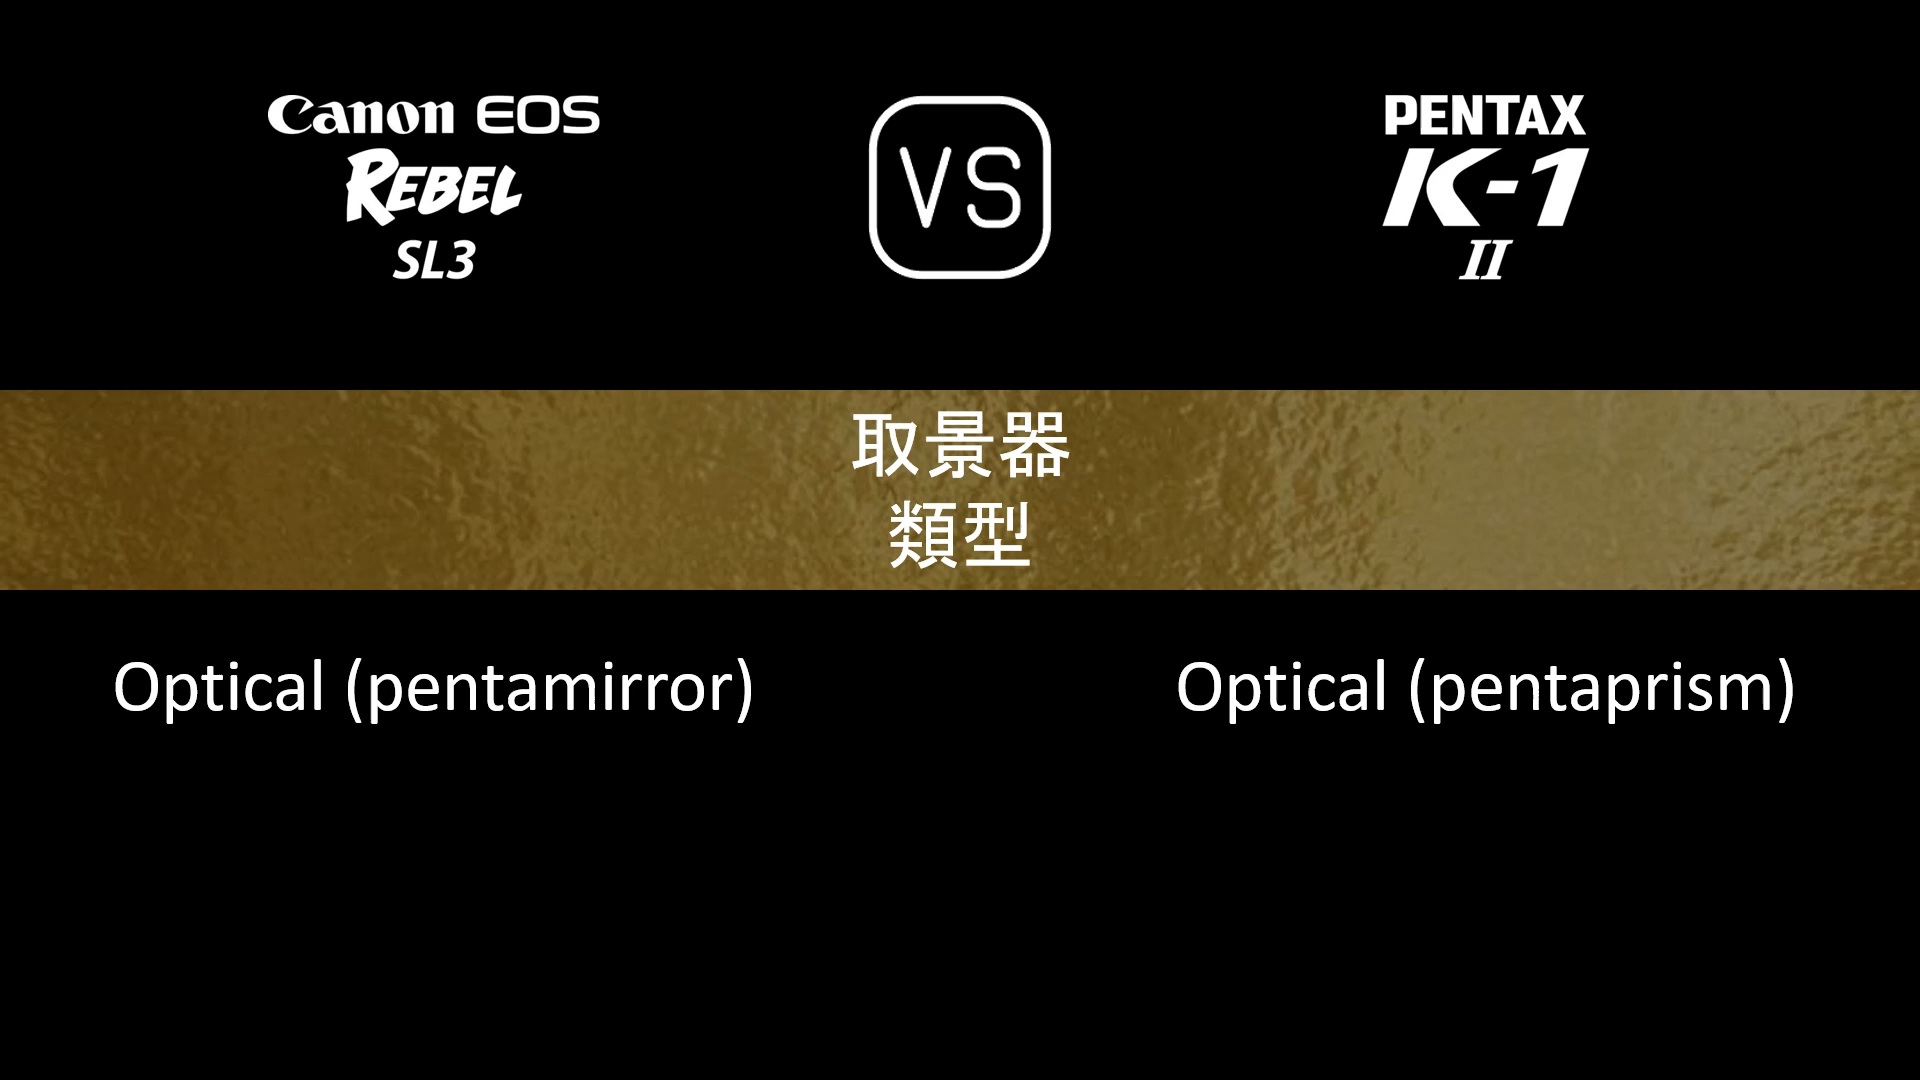 Canon EOS
REBEL
SL3
VS
PENTAX
K-1
II
取景器
類型
Optical (pentamirror)
Optical (pentaprism)